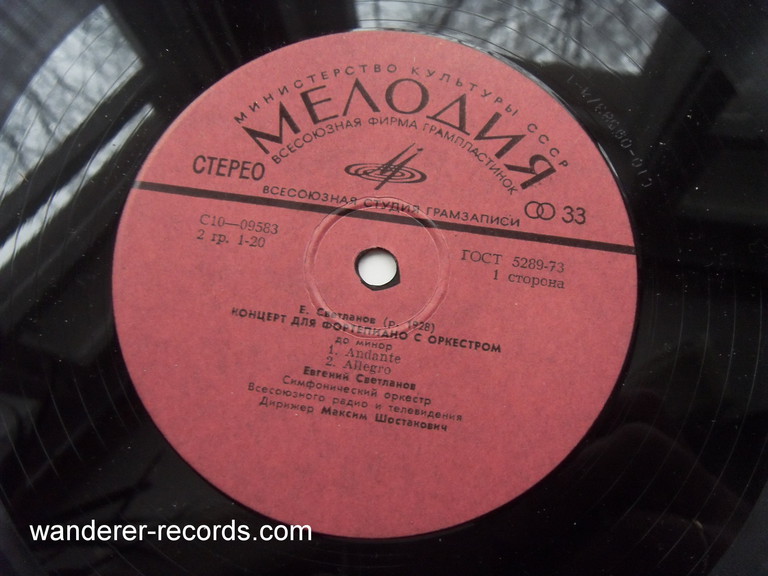 МИНИСТЕРСТВО КУЛЬТУРЫ СССР
МЕЛОДИЯ
ВСЕСОЮЗНАЯ ФИРМА ГРАМПЛАСТИНОК
СТЕРЕО
33
ВСЕСОЮЗНАЯ СТУДИЯ ГРАМЗАПИСИ
С10—09583
2 гр. 1-20
ГОСТ 5289-73
1 сторона
Е. Светланов (р. 1928)
КОНЦЕРТ ДЛЯ ФОРТЕПИАНО С ОРКЕСТРОМ
до минор
1. Andante
2. Allegro
Евгений Светланов
Симфонический оркестр
Всесоюзного радио и телевидения
Дирижер Максим Шостакович
wanderer-records.com